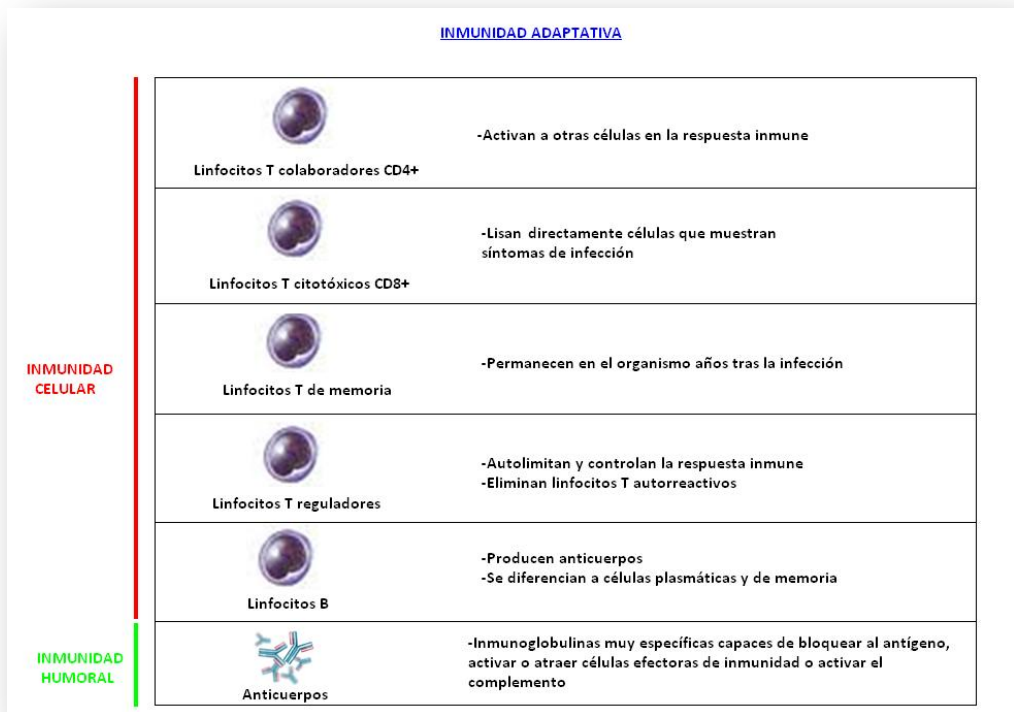 INMUNIDAD ADAPTATIVA
Linfocitos T colaboradores CD4+
-Activan a otras células en la respuesta inmune
Linfocitos T citotóxicos CD8+
-Lisan directamente células que muestran
síntomas de infección
INMUNIDAD
CELULAR
Linfocitos T de memoria
-Permanecen en el organismo años tras la infección
Linfocitos T reguladores
-Autolimitan y controlan la respuesta inmune
-Eliminan linfocitos T autorreactivos
Linfocitos B
-Producen anticuerpos
-Se diferencian a células plasmáticas y de memoria
INMUNIDAD
HUMORAL
Anticuerpos
-Inmunoglobulinas muy específicas capaces de bloquear al antígeno,
activar o atraer células efectoras de inmunidad o activar el
complemento